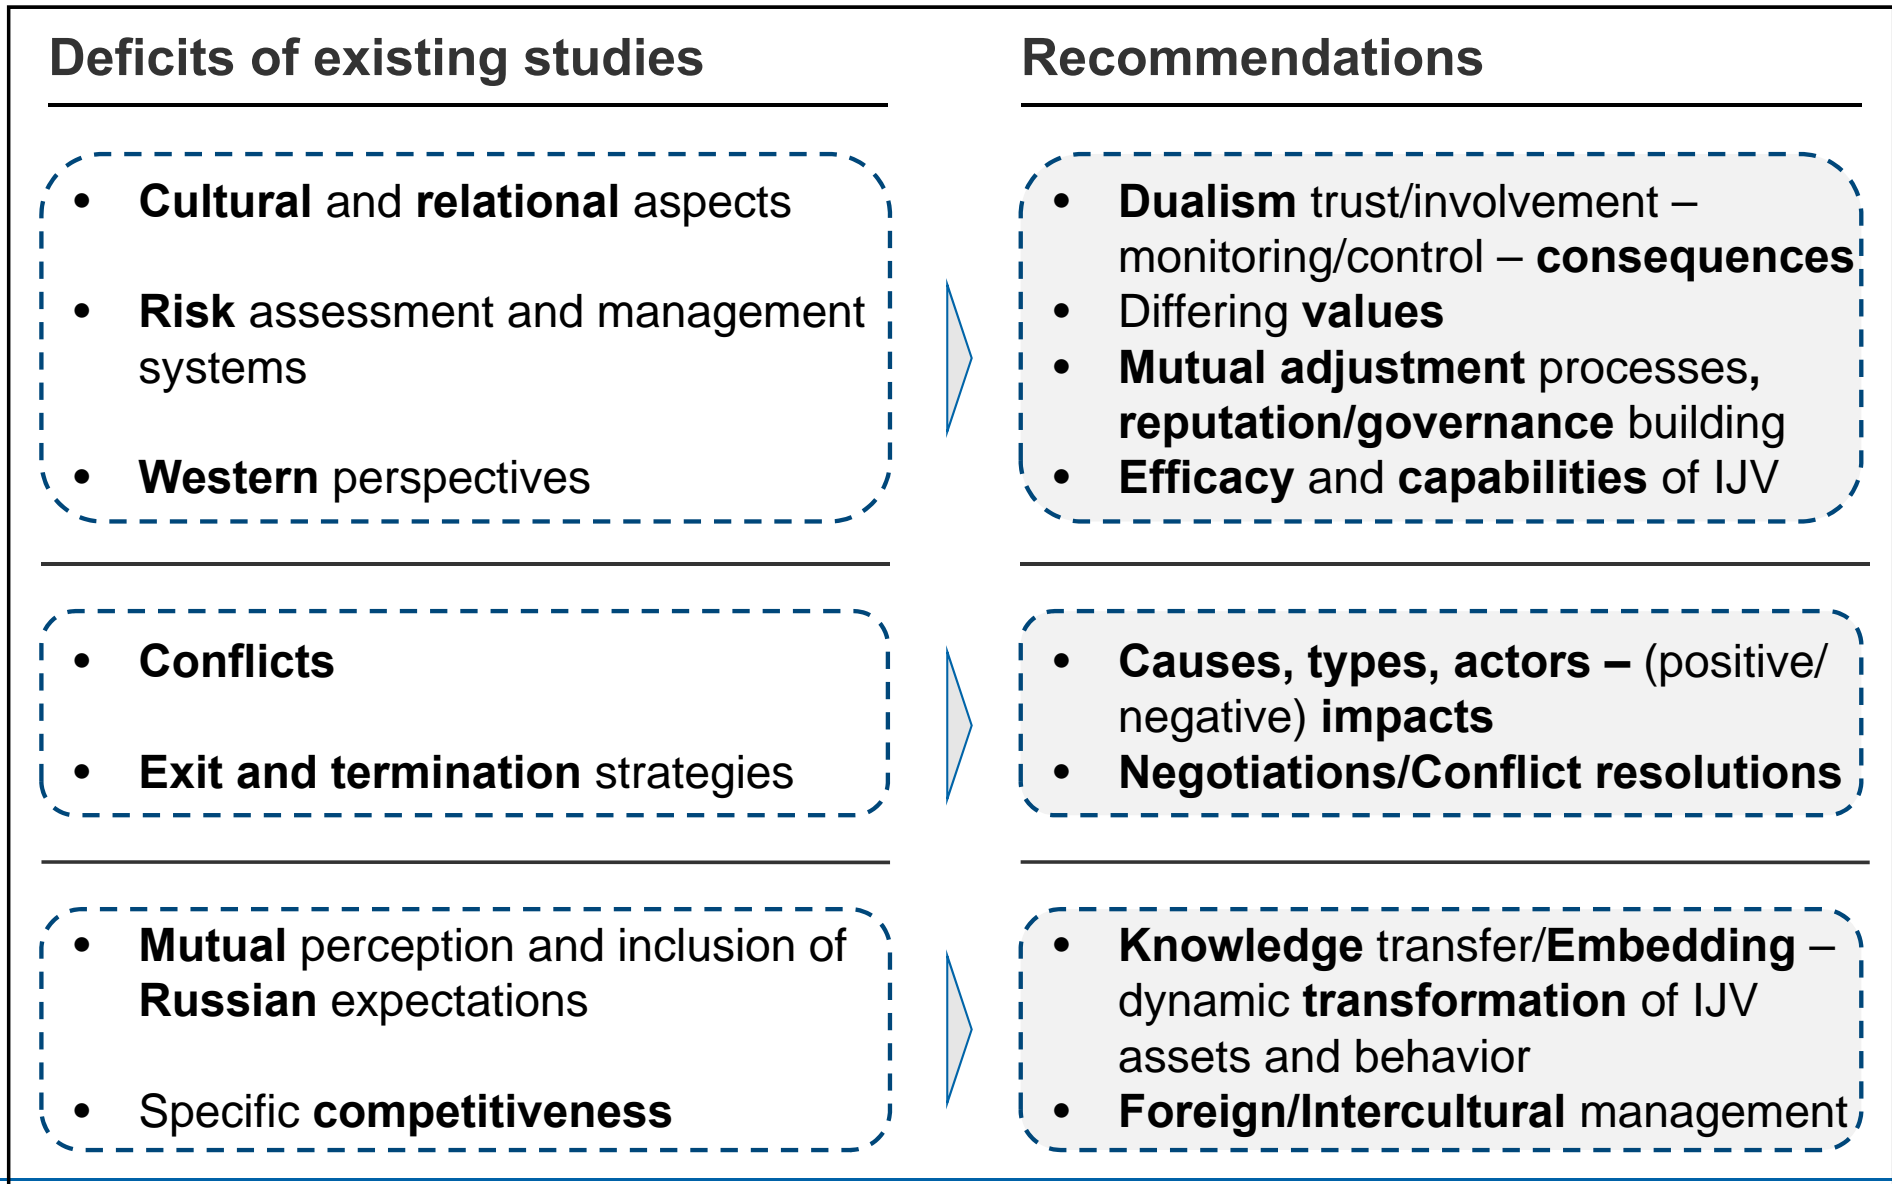 Deficits of existing studies
• Cultural and relational aspects
• Risk assessment and management
systems
• Western perspectives
• Conflicts
• Exit and termination strategies
• Mutual perception and inclusion of
Russian expectations
• Specific competitiveness
Recommendations
• Dualism trust/involvement –
monitoring/control – consequences
• Differing values
• Mutual adjustment processes,
reputation/governance building
• Efficacy and capabilities of IJV
• Causes, types, actors – (positive/
negative) impacts
• Negotiations/Conflict resolutions
• Knowledge transfer/Embedding –
dynamic transformation of IJV
assets and behavior
• Foreign/Intercultural management